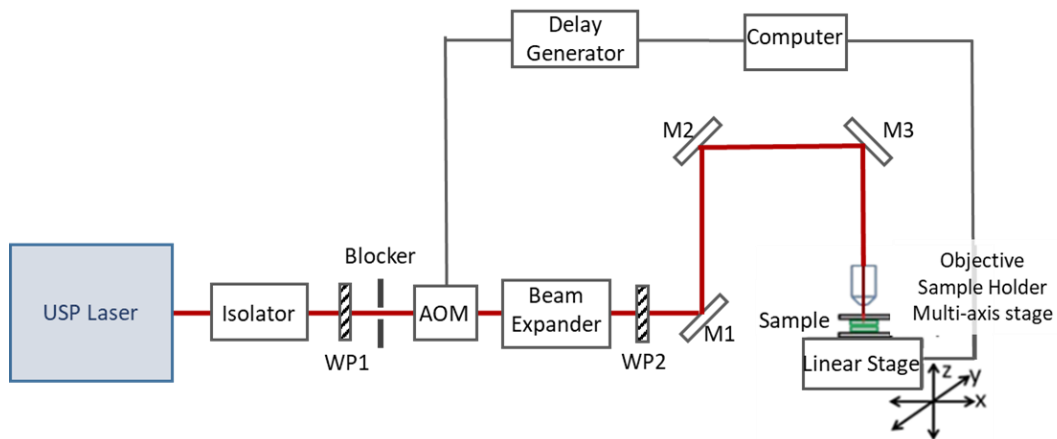 Delay
Generator
Computer
M2
M3
Blocker
USP Laser
Isolator
AOM
Beam
Expander
WP1
WP2
M1
Objective
Sample Holder
Multi-axis stage
Sample
Linear Stage
z
y
x